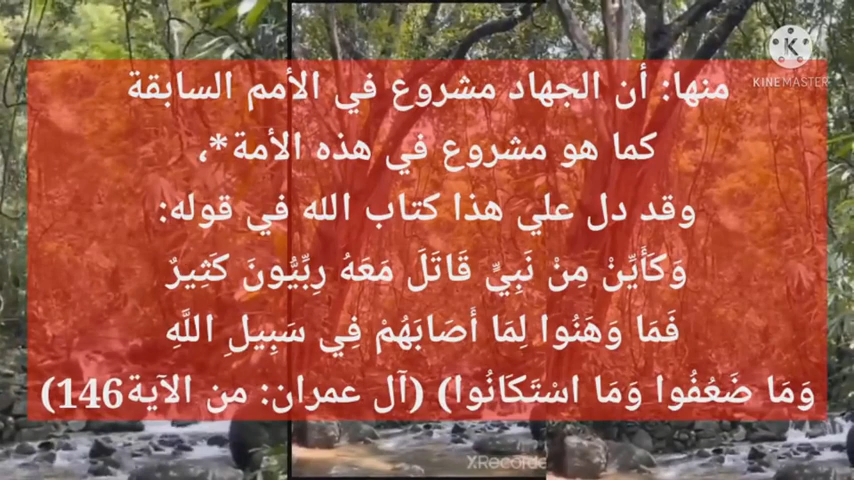 KINEMASTER
منها: أن الجهاد مشروع في الأمم السابقة
كما هو مشروع في هذه الأمة*،
وقد دل علي هذا كتاب الله في قوله:
وَكَأَيِّنْ مِنْ نَبِيٍّ قَاتَلَ مَعَهُ رِبِّيُّونَ كَثِيرٌ
فَمَا وَهَنُوا لِمَا أَصَابَهُمْ فِي سَبِيلِ اللَّهِ
وَمَا ضَعُفُوا وَمَا اسْتَكَانُوا) (آل عمران: من الآية146)
XRecorde